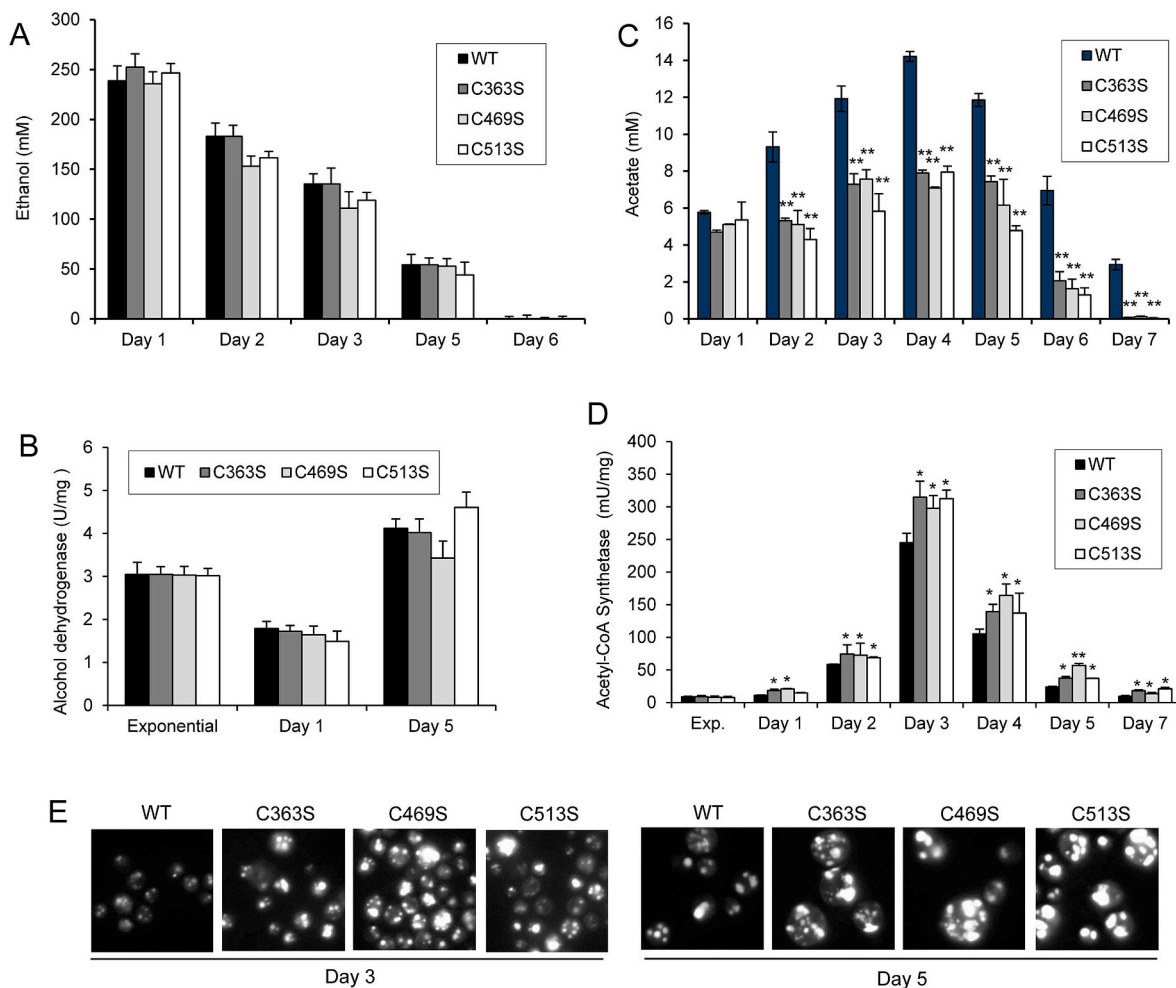 A
300
250
200
150
100
50
0
Ethanol (mM)
WT
C363S
C469S
C513S
Day 1 Day 2 Day 3 Day 5 Day 6
C
16
14
12
10
8
6
4
2
0
Acetate (mM)
WT
C363S
C469S
C513S
** ** **
** ** **
** ** **
** ** **
** ** **
** ** **
Day 1 Day 2 Day 3 Day 4 Day 5 Day 6 Day 7
B
6
5
4
3
2
1
0
Alcohol dehydrogenase (U/mg )
WT C363S C469S C513S
Exponential Day 1 Day 5
D
400
350
300
250
200
150
100
50
0
Acetyl-CoA Synthetase (mU/mg)
WT
C363S
C469S
C513S
* *
* * *
* * *
* * *
* ** *
* * *
Exp. Day 1 Day 2 Day 3 Day 4 Day 5 Day 7
E
WT C363S C469S C513S WT C363S C469S C513S
Day 3 Day 5